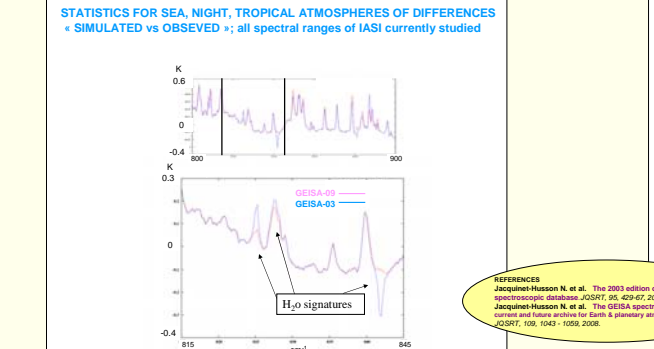 STATISTICS FOR SEA, NIGHT, TROPICAL ATMOSPHERES OF DIFFERENCES
« SIMULATED vs OBSEVED »; all spectral ranges of IASI currently studied
K
0.6
0
-0.4
800
900
K
0.3
GEISA-09
GEISA-03
0
H₂o signatures
-0.4
815
845
cm-1
REFERENCES
Jacquinet-Husson N. et al. The 2003 edition
spectroscopic database. JQSRT, 95, 429-67, 20
Jacquinet-Husson N. et al. The GEISA spectr
current and future archive for Earth & planetary atm
JQSRT, 109, 1043 - 1059, 2008.